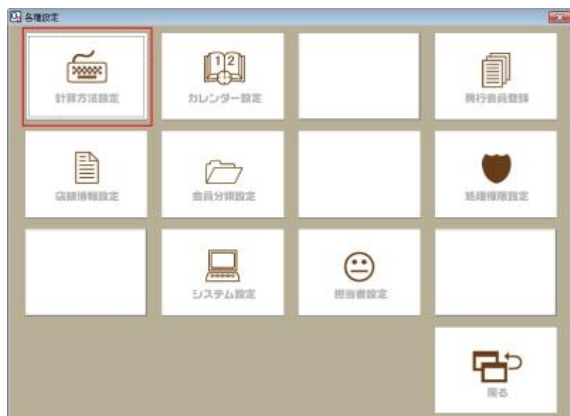 各種設定
計算方法設定
カレンダー設定
12
発行会員登録
店舗情報設定
会員分類設定
処理権限設定
システム設定
担当者設定
戻る